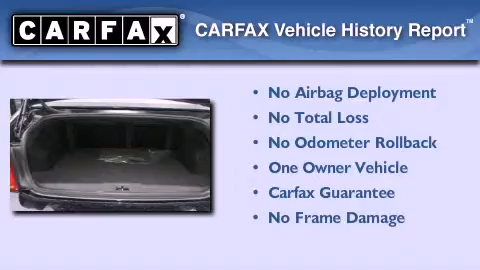 CARFAX®
CARFAX Vehicle History Report™
• No Airbag Deployment
• No Total Loss
• No Odometer Rollback
• One Owner Vehicle
• Carfax Guarantee
• No Frame Damage